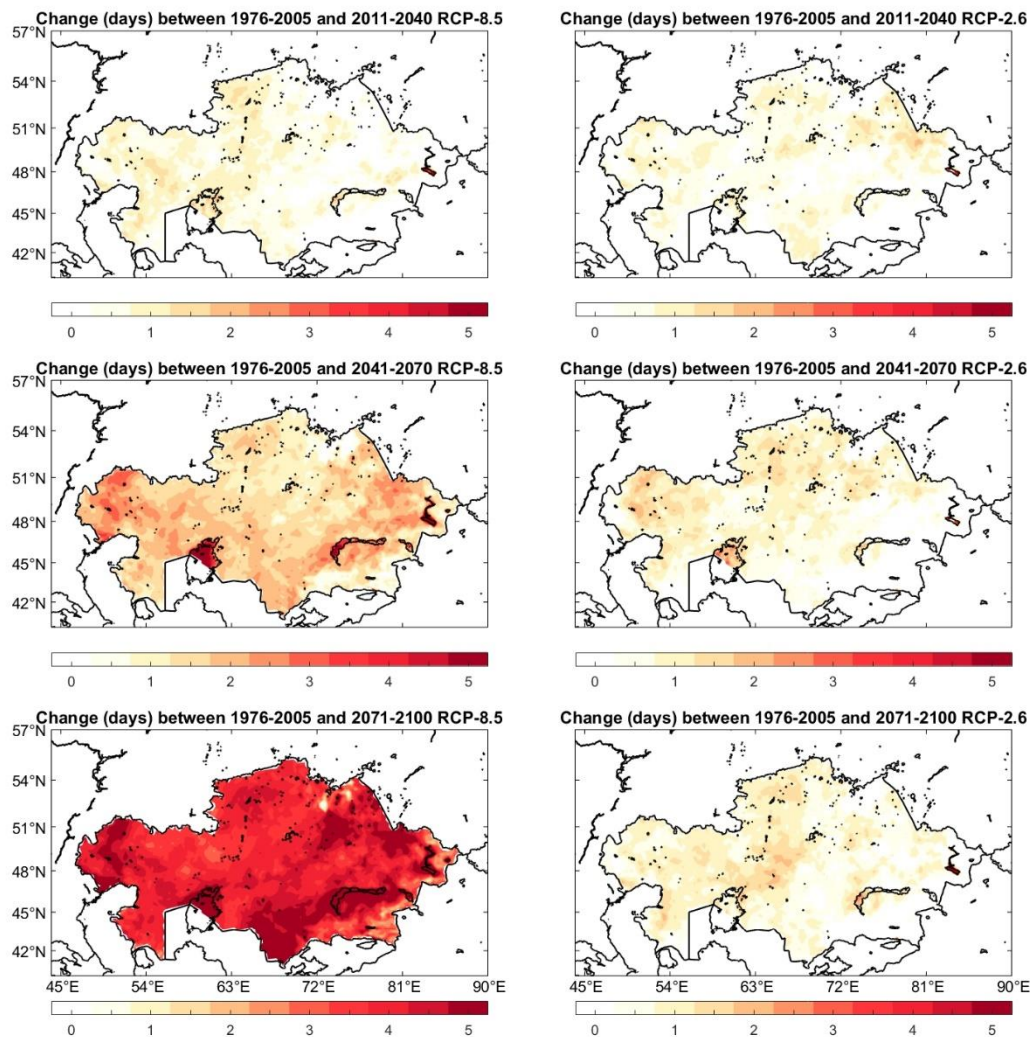 Change (days) between 1976-2005 and 2011-2040 RCP-8.5
57°N
54°N
51°N
48°N
45°N
42°N
0 1 2 3 4 5
Change (days) between 1976-2005 and 2011-2040 RCP-2.6
0 1 2 3 4 5
Change (days) between 1976-2005 and 2041-2070 RCP-8.5
57°N
54°N
51°N
48°N
45°N
42°N
0 1 2 3 4 5
Change (days) between 1976-2005 and 2041-2070 RCP-2.6
0 1 2 3 4 5
Change (days) between 1976-2005 and 2071-2100 RCP-8.5
57°N
54°N
51°N
48°N
45°N
42°N
45°E 54°E 63°E 72°E 81°E 90°E
0 1 2 3 4 5
Change (days) between 1976-2005 and 2071-2100 RCP-2.6
54°E 63°E 72°E 81°E 90°E
0 1 2 3 4 5